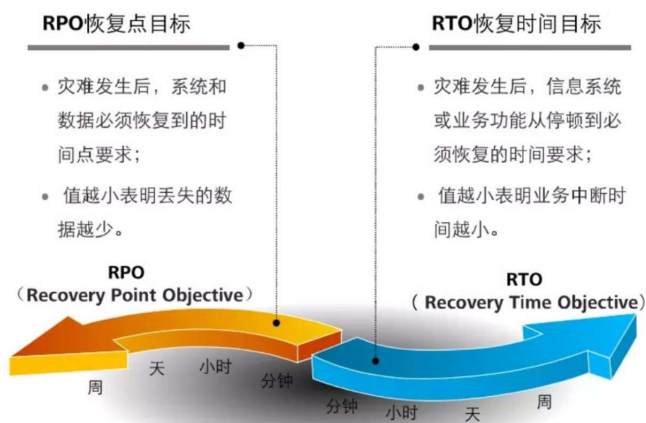 RPO恢复点目标
灾难发生后，系统和
数据必须恢复到的时
间点要求；
值越小表明丢失的数
据越少。
RTO恢复时间目标
灾难发生后，信息系统
或业务功能从停顿到必
须恢复的时间要求；
值越小表明业务中断时
间越小。
RPO
（Recovery Point Objective）
RTO
（ Recovery Time Objective）
周
天
小时
分钟
分钟
小时
天
周